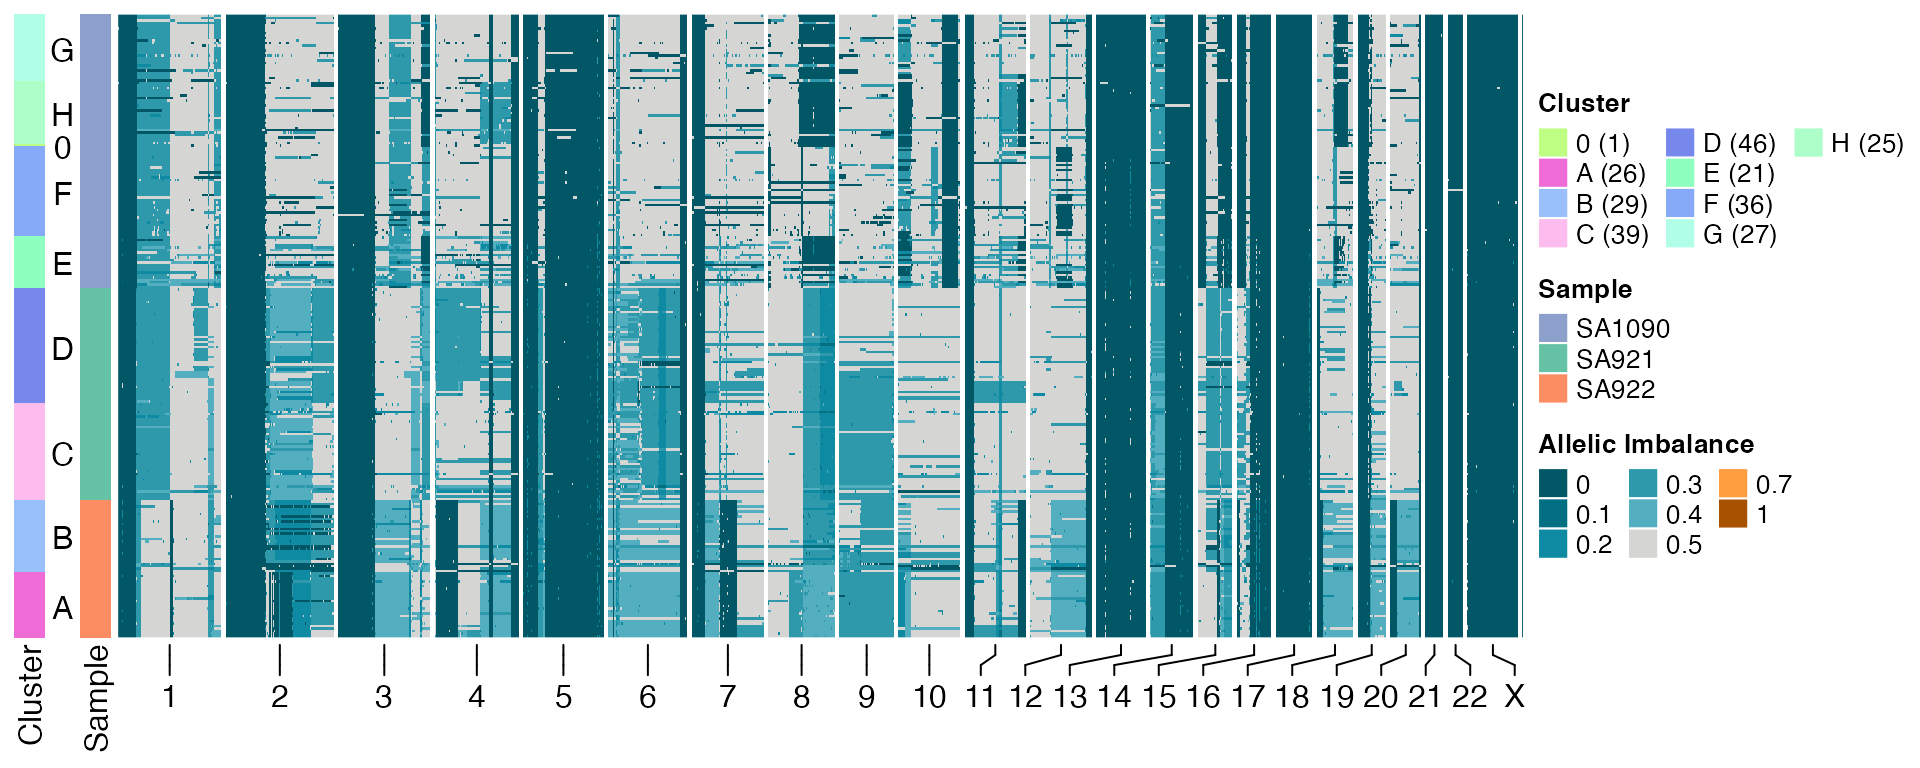 G
H
0
F
E
D
C
B
A
Cluster
Sample
1 2 3 4 5 6 7 8 9 10 11 12 13 14 15 16 17 18 19 20 21 22 X
Cluster
0 (1) D (46) H (25)
A (26) E (21)
B (29) F (36)
C (39) G (27)
Sample
SA1090
SA921
SA922
Allelic Imbalance
0 0.3 0.7
0.1 0.4 1
0.2 0.5